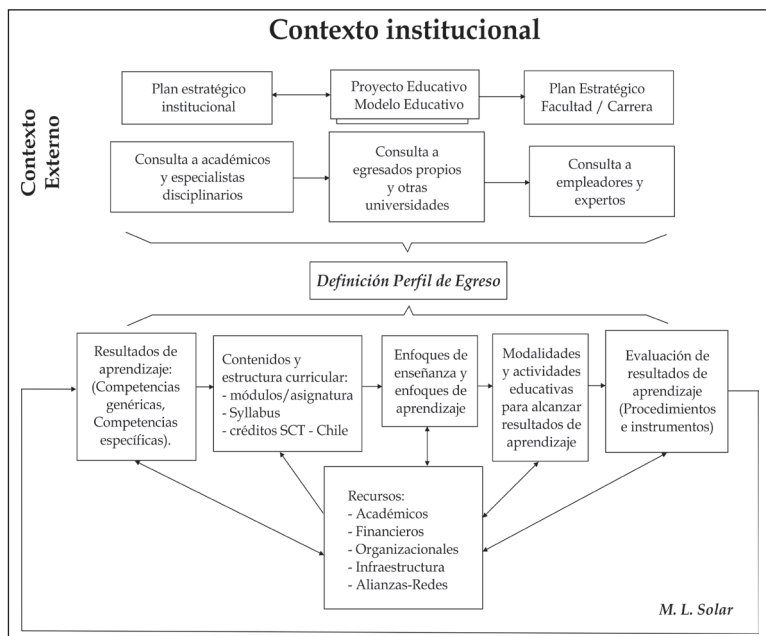 Contexto institucional
Contexto
Externo
Plan estratégico
institucional
Proyecto Educativo
Modelo Educativo
Plan Estratégico
Facultad / Carrera
Consulta a académicos
y especialistas
disciplinarios
Consulta a
egresados propios
y otras
universidades
Consulta a
empleadores y
expertos
Definición Perfil de Egreso
Resultados de
aprendizaje:
(Competencias
genéricas,
Competencias
específicas).
Contenidos y
estructura curricular:
- módulos/asignatura
- Syllabus
- créditos SCT - Chile
Enfoques de
enseñanza y
enfoques de
aprendizaje
Modalidades
y actividades
educativas
para alcanzar
resultados de
aprendizaje
Evaluación de
resultados de
aprendizaje
(Procedimientos
e instrumentos)
Recursos:
- Académicos
- Financieros
- Organizacionales
- Infraestructura
- Alianzas-Redes
M. L. Solar